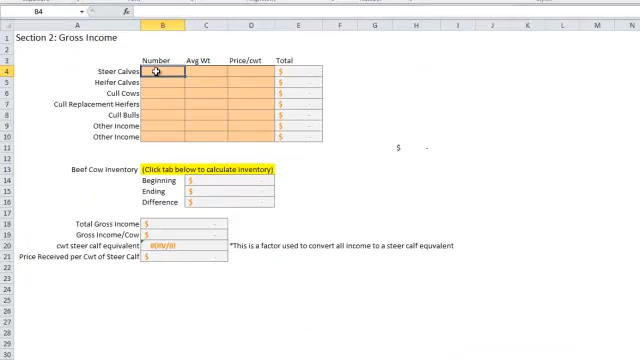 B4 fx
A B C D E F G H I J K L M N
1 Section 2: Gross Income
2
3 Number Avg Wt Price/cwt Total
4 Steer Calves $ -
5 Heifer Calves $ -
6 Cull Cows $ -
7 Cull Replacement Heifers $ -
8 Cull Bulls $ -
9 Other Income $ -
10 Other Income $ -
11 $ -
12
13 Beef Cow Inventory (Click tab below to calculate inventory)
14 Beginning $ -
15 Ending $ -
16 Difference $ -
17
18 Total Gross Income $ -
19 Gross Income/Cow $ -
20 cwt steer calf equivalent #DIV/0! *This is a factor used to convert all income to a steer calf equvalent
21 Price Received per Cwt of Steer Calf $ -
22
23
24
25
26
27
28
29
30